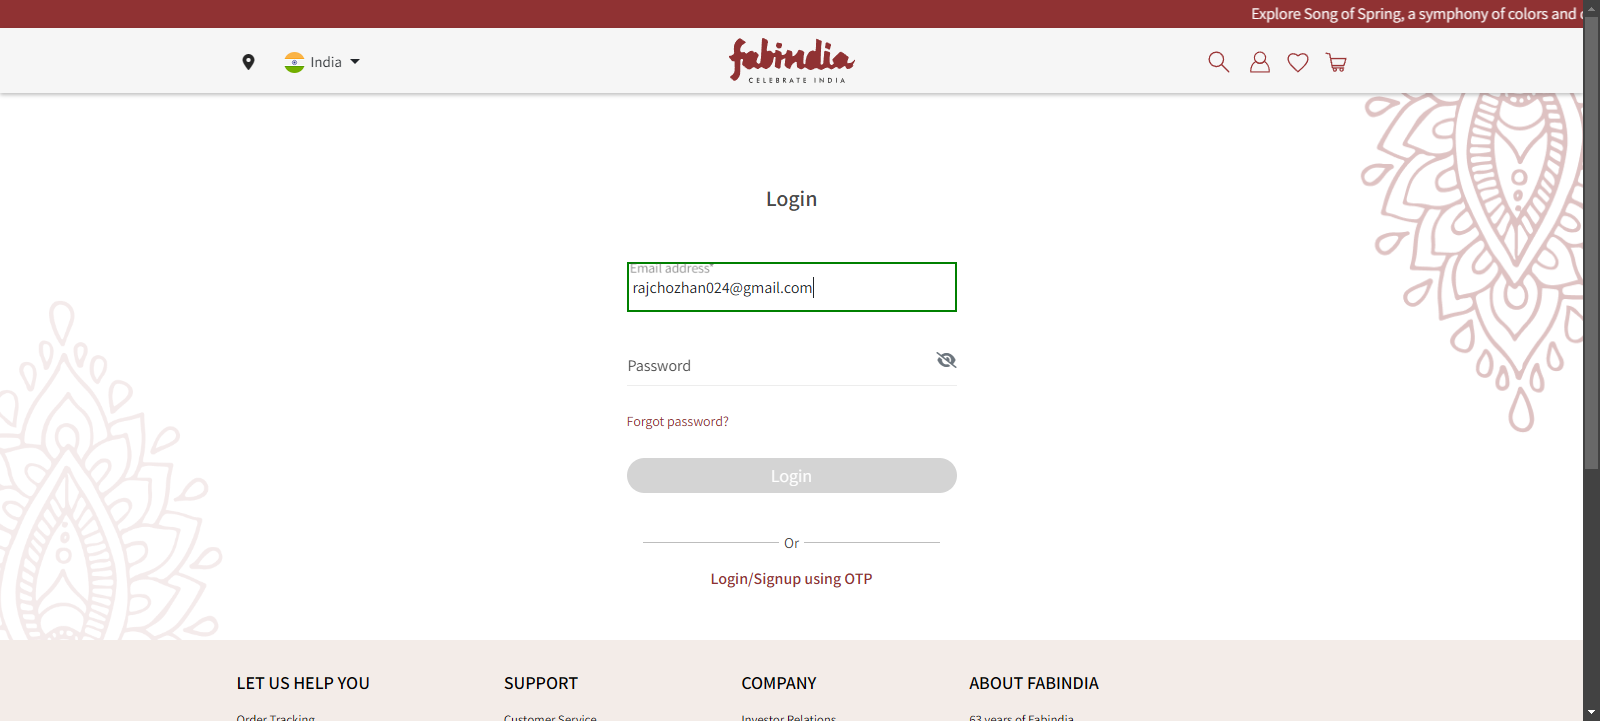 Explore Song of Spring, a symphony of colors and
India
fabindia
CELEBRATE INDIA
Login
Email address*
rajchozhan024@gmail.com
Password
Forgot password?
Login
Or
Login/Signup using OTP
LET US HELP YOU
SUPPORT
COMPANY
ABOUT FABINDIA
Order Tracking
Customer Service
Investor Relations
63 years of Fabindia